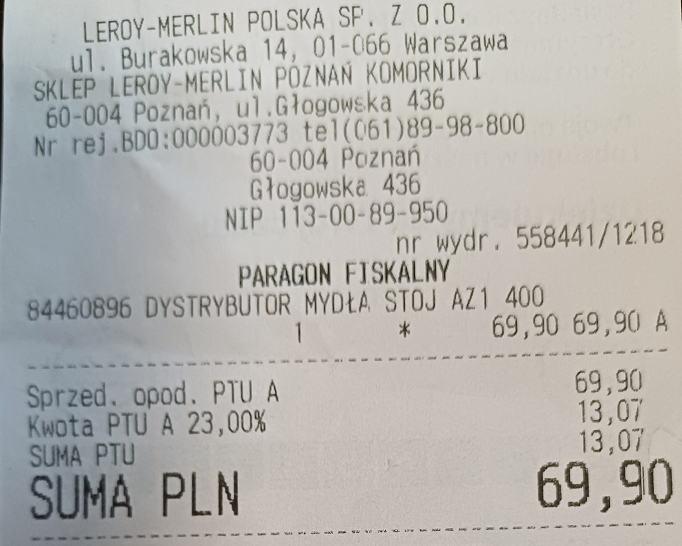 LEROY-MERLIN POLSKA SP. Z O.O.
ul. Burakowska 14, 01-066 Warszawa
SKLEP LEROY-MERLIN POZNAŃ KOMORNIKI
60-004 Poznań, ul.Głogowska 436
Nr rej.BDO:000003773 tel(061)89-98-800
60-004 Poznań
Głogowska 436
NIP 113-00-89-950
nr wydr. 558441/1218
PARAGON FISKALNY
84460896 DYSTRYBUTOR MYDŁA STOJ AZ1 400
1 * 69,90 69,90 A
Sprzed. opod. PTU A 69,90
Kwota PTU A 23,00% 13,07
SUMA PTU 13,07
SUMA PLN 69,90